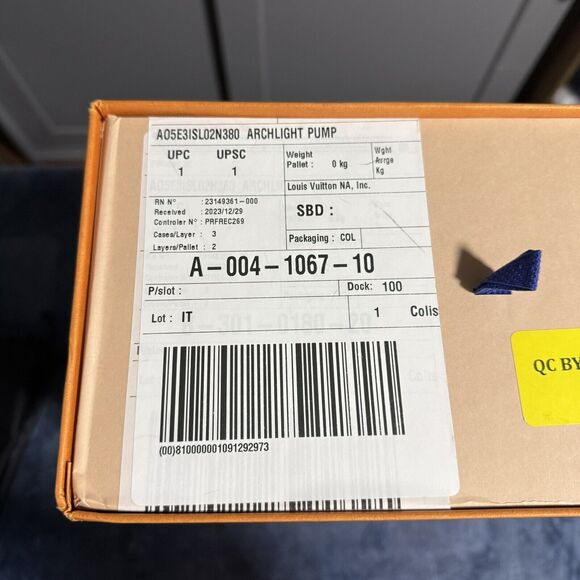 A05E3ISL02N380 ARCHLIGHT PUMP
UPC UPSC
1 1
Weight
Pallet : 0 kg
Wght
Avrge
Kg
Louis Vuitton NA, Inc.
RN N° : 23149361-000
Received : 2023/12/29
Controler N° : PRFREC269
Cases/Layer : 3
Layers/Pallet : 2
SBD :
Packaging : COL
A-004-1067-10
P/slot :
Dock: 100
Lot : IT
1 Colis
(00)810000001091292973
QC BY